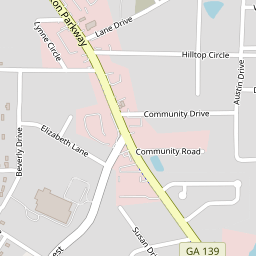 Lane Drive
Lynne Circle
Parkway
Hilltop Circle
Austin Drive
Community Drive
Elizabeth Lane
Beverly Drive
Community Road
Susan
GA 139